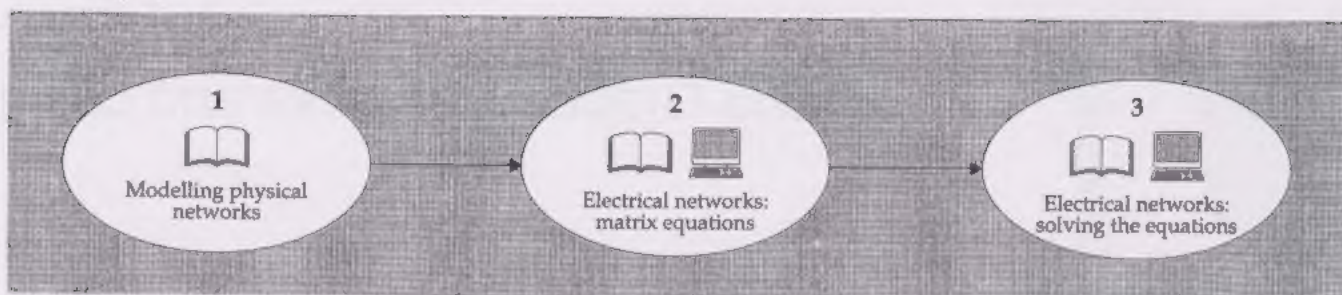 1
Modelling physical
networks
2
Electrical networks:
matrix equations
3
Electrical networks:
solving the equations